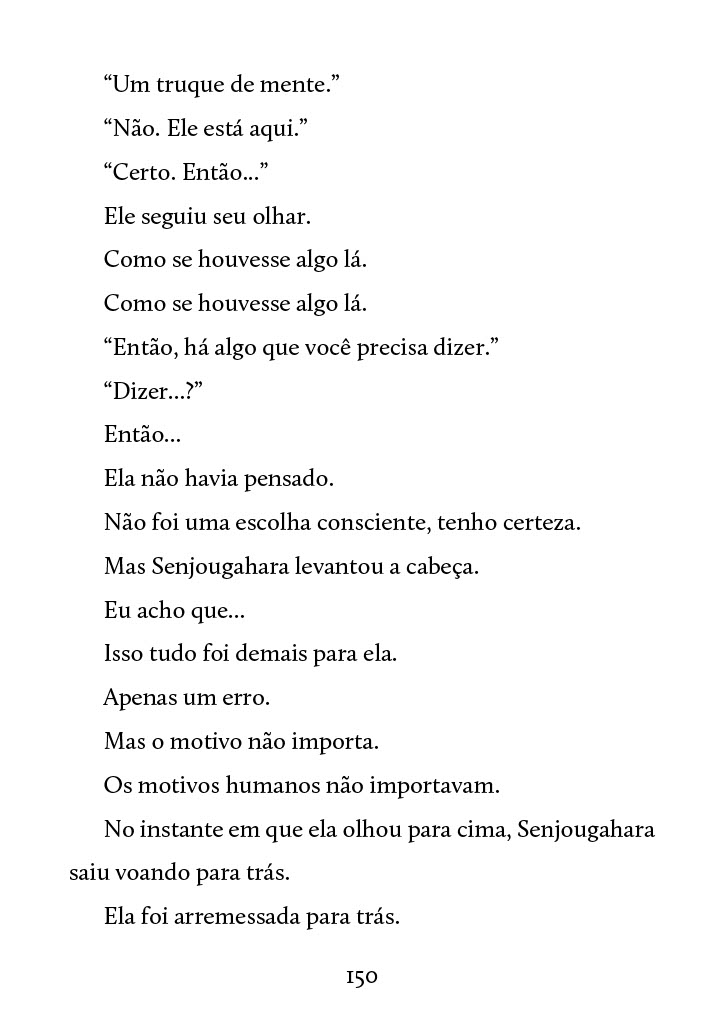 “Um truque de mente.”
“Não. Ele está aqui.”
“Certo. Então...”
Ele seguiu seu olhar.
Como se houvesse algo lá.
Como se houvesse algo lá.
“Então, há algo que você precisa dizer.”
“Dizer...?”
Então...
Ela não havia pensado.
Não foi uma escolha consciente, tenho certeza.
Mas Senjougahara levantou a cabeça.
Eu acho que...
Isso tudo foi demais para ela.
Apenas um erro.
Mas o motivo não importa.
Os motivos humanos não importavam.
No instante em que ela olhou para cima, Senjougahara
saiu voando para trás.
Ela foi arremessada para trás.
150